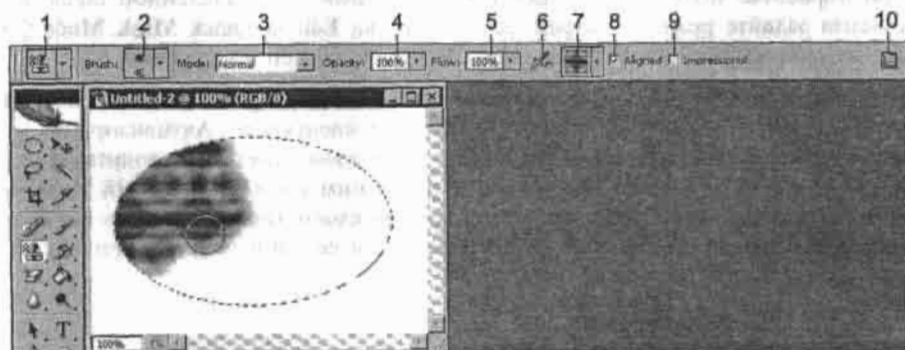 1 2 3 4 5 6 7 8 9 10
Brush: Mode: Normal Opacity: 100% Flow: 100% Aligned Impressionist
Untitled-2 @ 100% (RGB/8)
T
100%